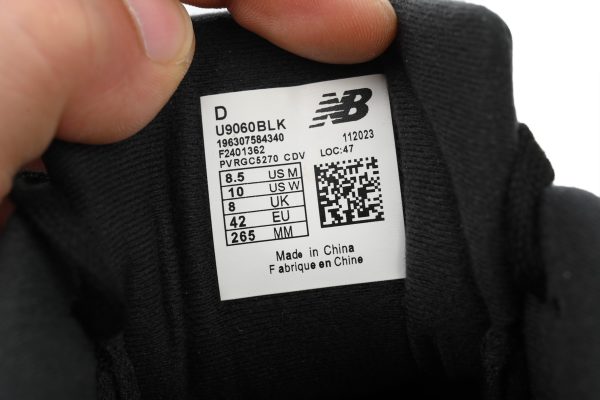 D
NB
U9060BLK
196307584340
112023
F2401362
LOC:47
PVRGC5270 CDV
8.5 US M
10 US W
8 UK
42 EU
265 MM
Made in China
Fabrique en Chine